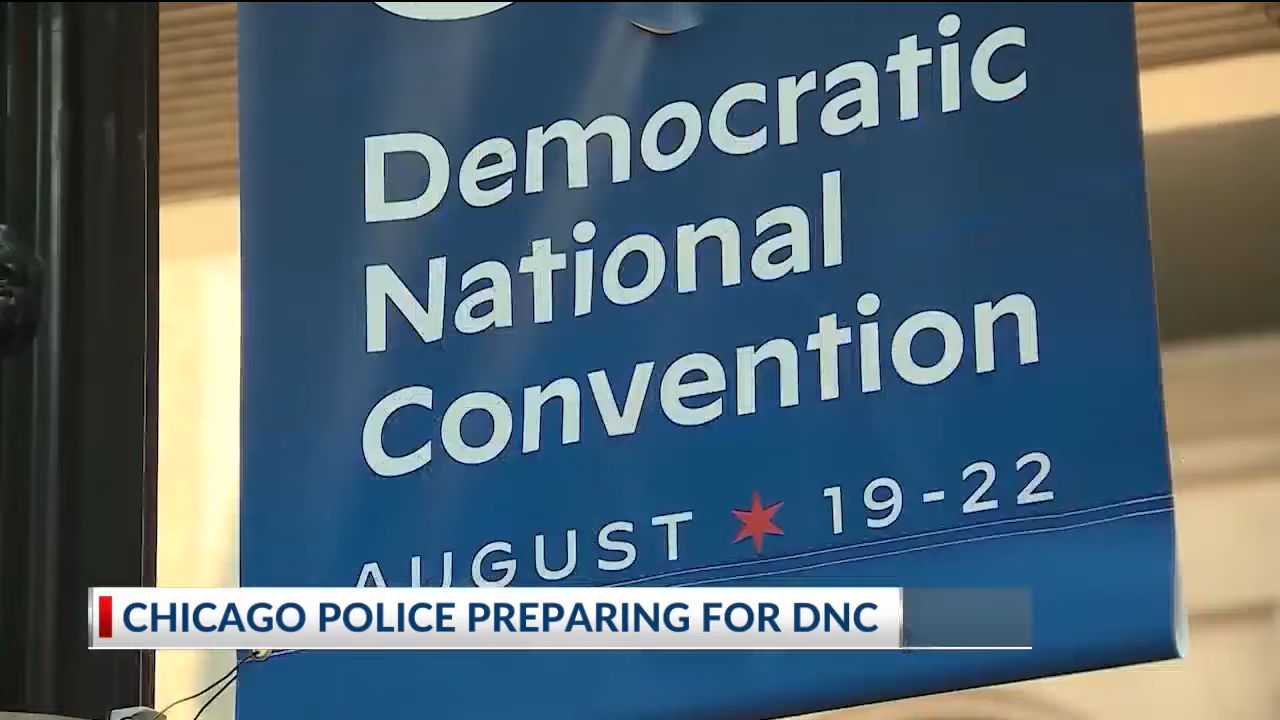 Democratic
National
Convention
AUGUST 19-22
CHICAGO POLICE PREPARING FOR DNC